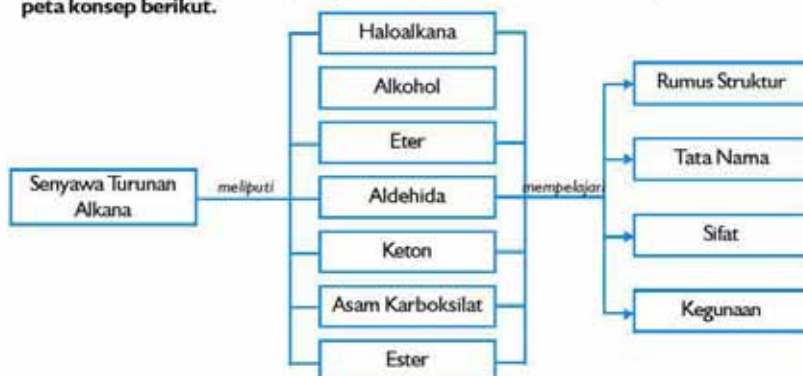 peta konsep berikut.
Senyawa Turunan
Alkana
meliputi
Haloalkana
Alkohol
Eter
Aldehida
Keton
Asam Karboksilat
Ester
mempelajari
Rumus Struktur
Tata Nama
Sifat
Kegunaan